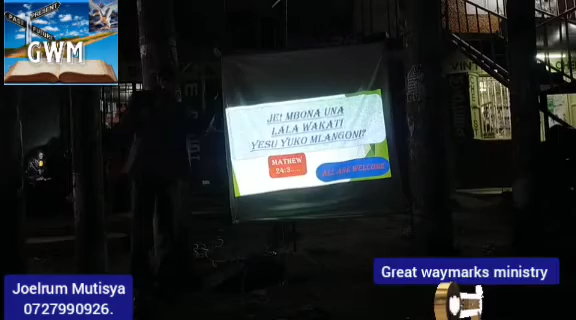 PAST
PRESENT
FUTURE
GWM
JE! MBONA UNA
LALA WAKATI
YESU YUKO MLANGONI?
MATHEW
24:3....
ALL ARE WELCOME
Joelrum Mutisya
0727990926.
Great waymarks ministry